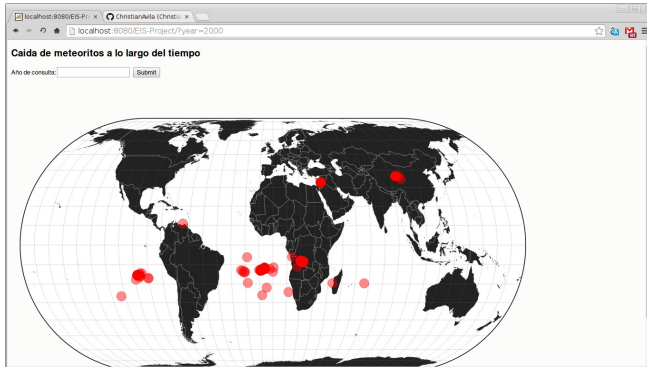 localhost:8080/EIS-Pr
ChristianAvila (Christi
localhost:8080/EIS-Project/?year=2000
Caida de meteoritos a lo largo del tiempo
Año de consulta:
Submit